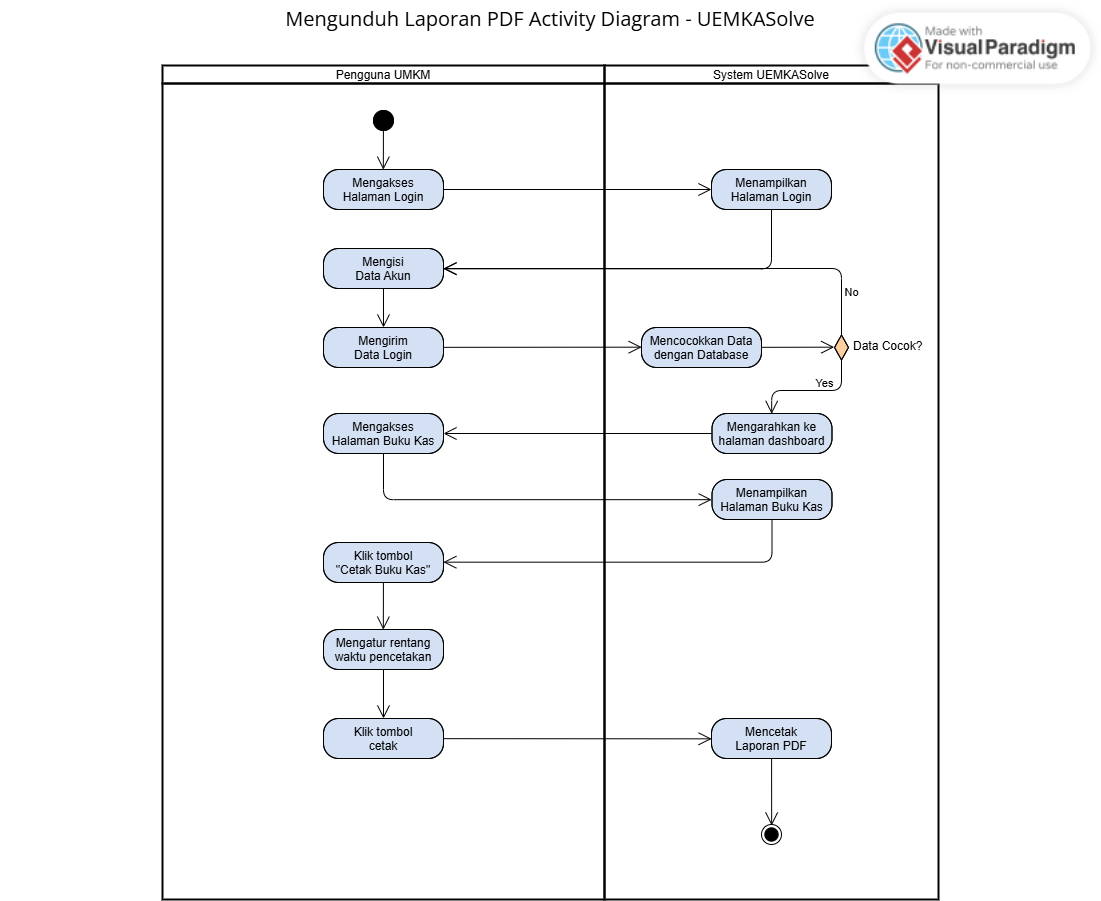 Mengunduh Laporan PDF Activity Diagram - UEMKASolve
Made with
Visual Paradigm
For non-commercial use
Pengguna UMKM
System UEMKASolve
Mengakses
Halaman Login
Menampilkan
Halaman Login
Mengisi
Data Akun
No
Mengirim
Data Login
Mencocokkan Data
dengan Database
Data Cocok?
Yes
Mengakses
Halaman Buku Kas
Mengarahkan ke
halaman dashboard
Menampilkan
Halaman Buku Kas
Klik tombol
"Cetak Buku Kas"
Mengatur rentang
waktu pencetakan
Klik tombol
cetak
Mencetak
Laporan PDF